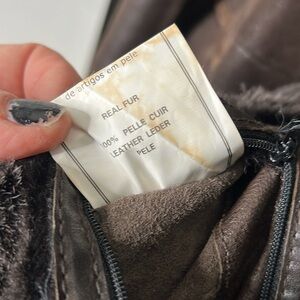 de artigos em pele
REAL FUR
100% PELLE CUIR
LEATHER LEDER
PELE